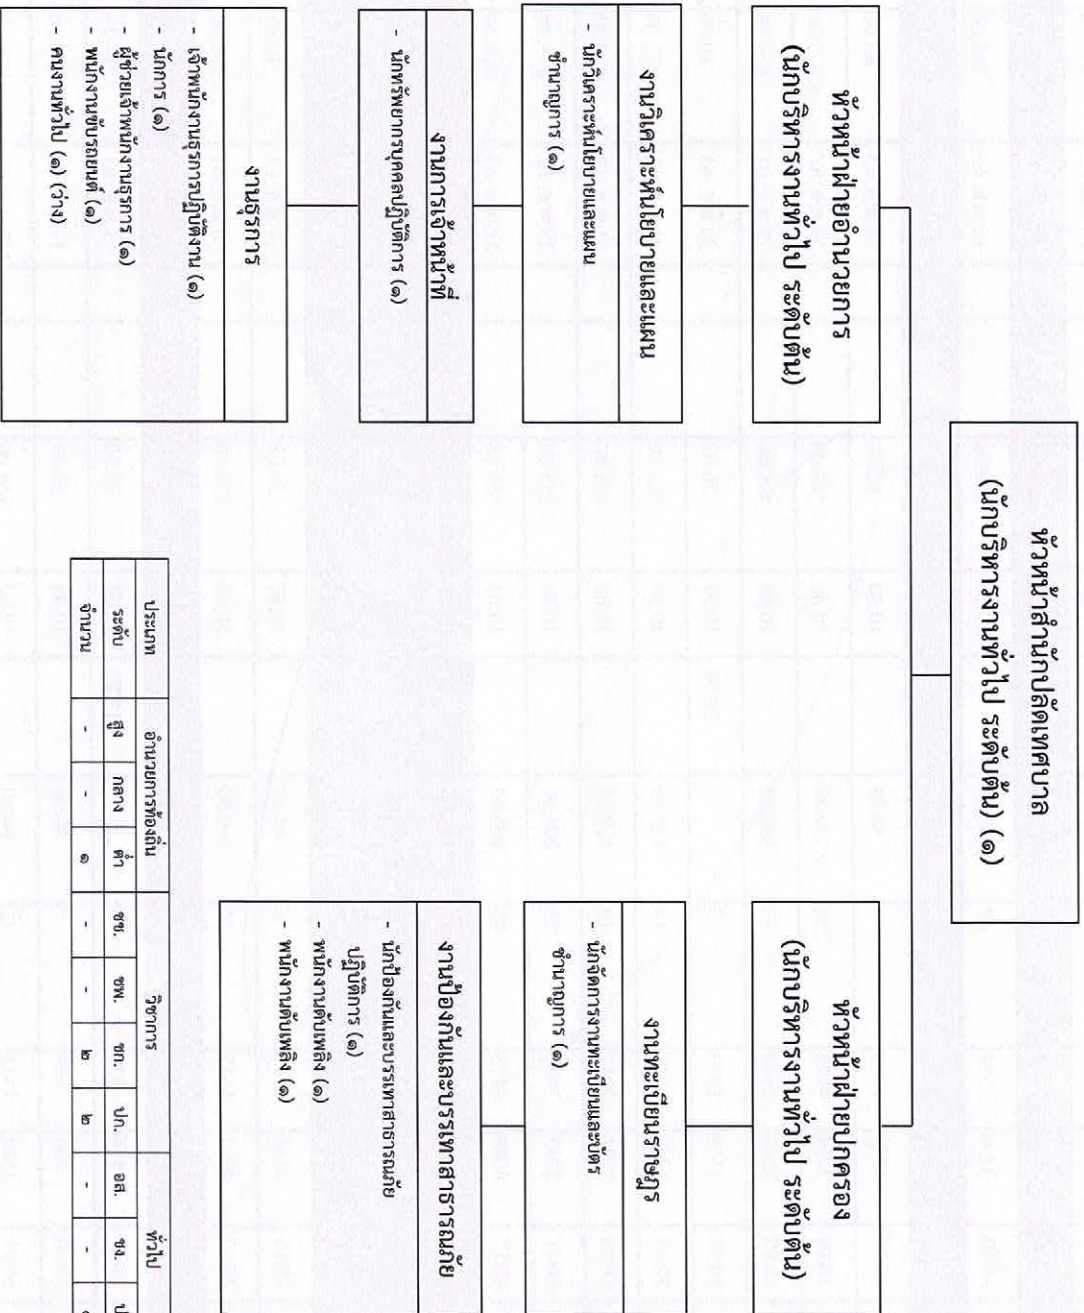 หัวหน้าสำนักปลัดเทศบาล
(นักบริหารงานทั่วไป ระดับต้น) (๑)
หัวหน้าฝ่ายอำนวยการ
(นักบริหารงานทั่วไป ระดับต้น)
งานวิเคราะห์นโยบายและแผน
- นักวิเคราะห์นโยบายและแผน
ชำนาญการ (๑)
งานการเจ้าหน้าที่
- นักทรัพยากรบุคคลปฏิบัติการ (๑)
งานธุรการ
- เจ้าพนักงานธุรการปฏิบัติงาน (๑)
- นักการ (๑)
- ผู้ช่วยเจ้าพนักงานธุรการ (๑)
- พนักงานขับรถยนต์ (๑)
- คนงานทั่วไป (๑) (ว่าง)
หัวหน้าฝ่ายปกครอง
(นักบริหารงานทั่วไป ระดับต้น)
งานทะเบียนราษฎร
- นักจัดการงานทะเบียนและบัตร
ชำนาญการ (๑)
งานป้องกันและบรรเทาสาธารณภัย
- นักป้องกันและบรรเทาสาธารณภัย
ปฏิบัติการ (๑)
- พนักงานดับเพลิง (๑)
- พนักงานดับเพลิง (๑)
ประเภท อำนวยการท้องถิ่น วิชาการ ทั่วไป
ระดับ สูง กลาง ต่ำ ชช. ชพ. ชก. ปก. อส. ชง.
จำนวน - - ๑ - - ๒ ๒ - -